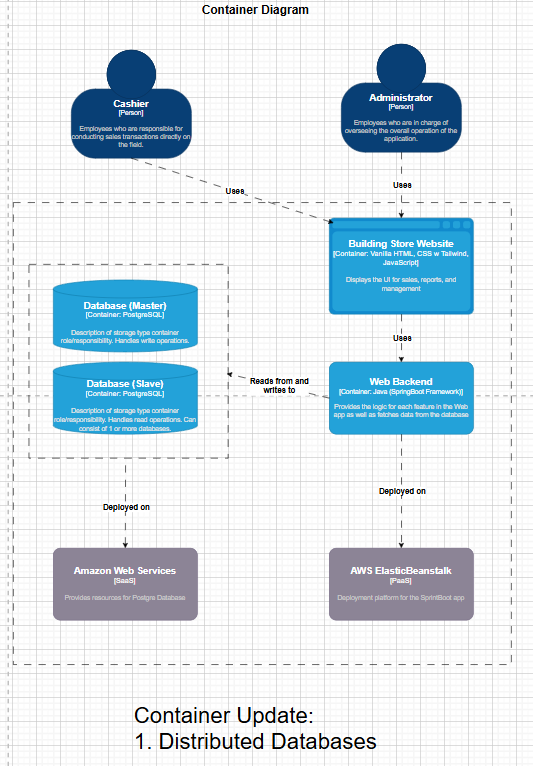 Container Diagram
Cashier
[Person]
Employees who are responsible for
conducting sales transactions directly on
the field.
Administrator
[Person]
Employees who are in charge of
overseeing the overall operation of the
application.
Uses
Uses
Building Store Website
[Container: Vanilla HTML, CSS w Tailwind,
JavaScript]
Displays the UI for sales, reports, and
management
Database (Master)
[Container: PostgreSQL]
Description of storage type container
role/responsibility. Handles write operations.
Uses
Database (Slave)
[Container: PostgreSQL]
Description of storage type container
role/responsibility. Handles read operations. Can
consist of 1 or more databases.
Reads from and
writes to
Web Backend
[Container: Java (SpringBoot Framework)]
Provides the logic for each feature in the Web
app as well as fetches data from the database
Deployed on
Deployed on
Amazon Web Services
[SaaS]
Provides resources for Postgre Database
AWS ElasticBeanstalk
[PaaS]
Deployment platform for the SprintBoot app
Container Update:
1. Distributed Databases